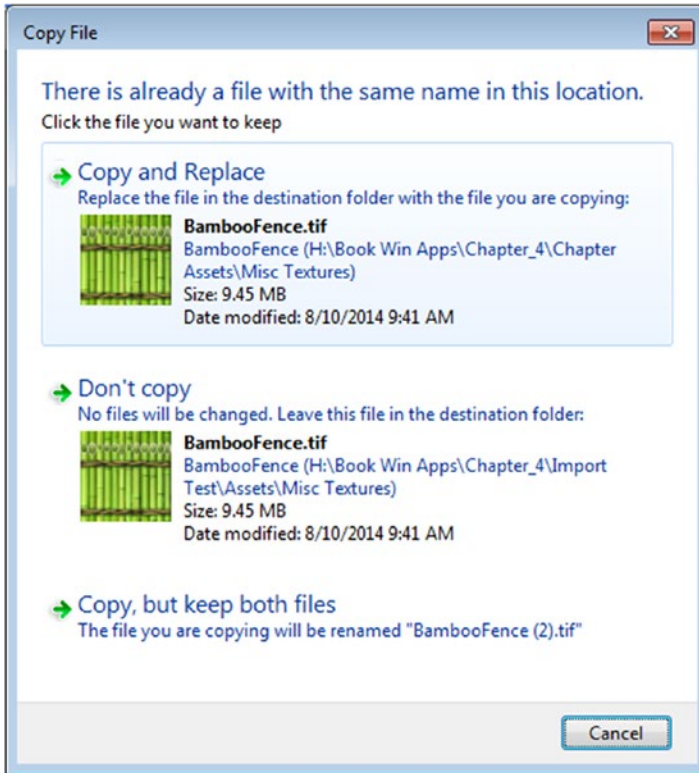 Copy File
There is already a file with the same name in this location.
Click the file you want to keep
Copy and Replace
Replace the file in the destination folder with the file you are copying:
BambooFence.tif
BambooFence (H:\Book Win Apps\Chapter_4\Chapter
Assets\Misc Textures)
Size: 9.45 MB
Date modified: 8/10/2014 9:41 AM
Don't copy
No files will be changed. Leave this file in the destination folder:
BambooFence.tif
BambooFence (H:\Book Win Apps\Chapter_4\Import
Test\Assets\Misc Textures)
Size: 9.45 MB
Date modified: 8/10/2014 9:41 AM
Copy, but keep both files
The file you are copying will be renamed "BambooFence (2).tif"
Cancel